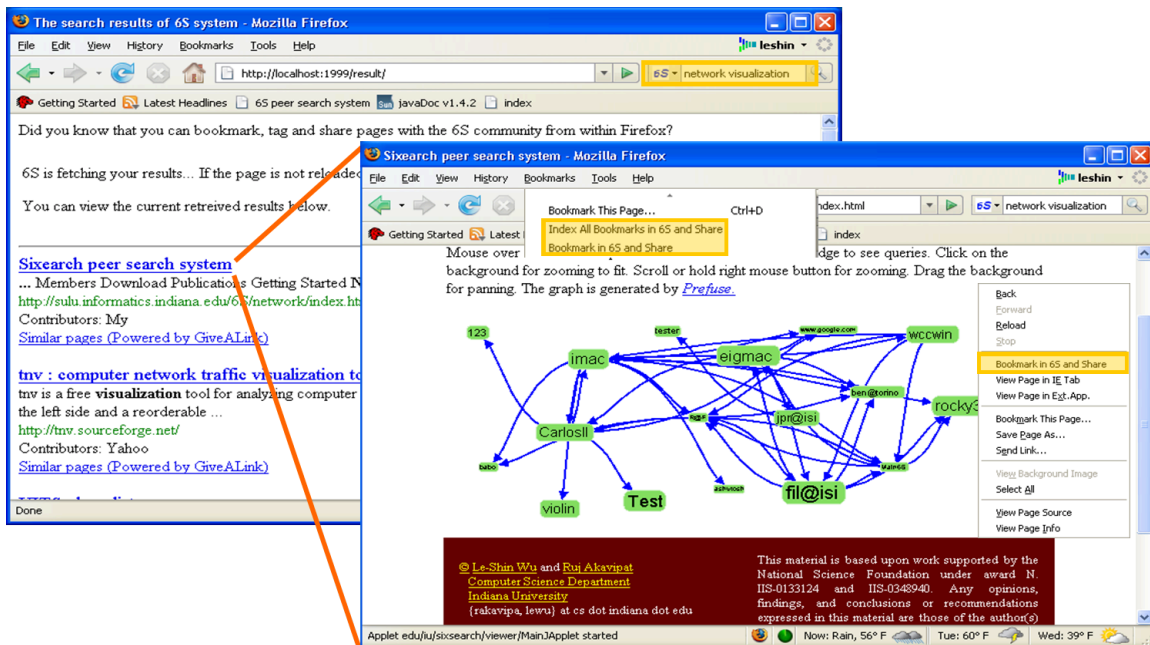 The search results of 6S system - Mozilla Firefox
File Edit View History Bookmarks Tools Help
leshin
http://localhost:1999/result/
6S network visualization
Getting Started Latest Headlines 6S peer search system javaDoc v1.4.2 index
Did you know that you can bookmark, tag and share pages with the 6S community from within Firefox?
6S is fetching your results... If the page is not reloaded
You can view the current retreived results below.
Sixearch peer search system
... Members Download Publications Getting Started N
http://sulu.informatics.indiana.edu/6S/network/index.ht
Contributors: My
Similar pages (Powered by GiveALink)
tnv : computer network traffic visualization to
tnv is a free visualization tool for analyzing computer
the left side and a reorderable ...
http://tnv.sourceforge.net/
Contributors: Yahoo
Similar pages (Powered by GiveALink)
Done
Sixearch peer search system - Mozilla Firefox
File Edit View History Bookmarks Tools Help
leshin
Bookmark This Page... Ctrl+D
Index All Bookmarks in 6S and Share
Bookmark in 6S and Share
ndex.html
6S network visualization
Getting Started Latest
index
Mouse over
dge to see queries. Click on the
background for zooming to fit. Scroll or hold right mouse button for zooming. Drag the background
for panning. The graph is generated by Prefuse.
123
tester
www.google.com
wccwin
imac
eigmac
ben@torino
rocky3
jpr@isi
CarlosII
babo
Main6S
ashutosh
fil@isi
violin
Test
Back
Forward
Reload
Stop
Bookmark in 6S and Share
View Page in IE Tab
View Page in Ext.App.
Bookmark This Page...
Save Page As...
Send Link...
View Background Image
Select All
View Page Source
View Page Info
© Le-Shin Wu and Ruj Akavipat
Computer Science Department
Indiana University
{rakavipa, lewu} at cs dot indiana dot edu
This material is based upon work supported by the
National Science Foundation under award N.
IIS-0133124 and IIS-0348940. Any opinions,
findings, and conclusions or recommendations
expressed in this material are those of the author(s)
Applet edu/iu/sixsearch/viewer/MainJApplet started
Now: Rain, 56° F Tue: 60° F Wed: 39° F